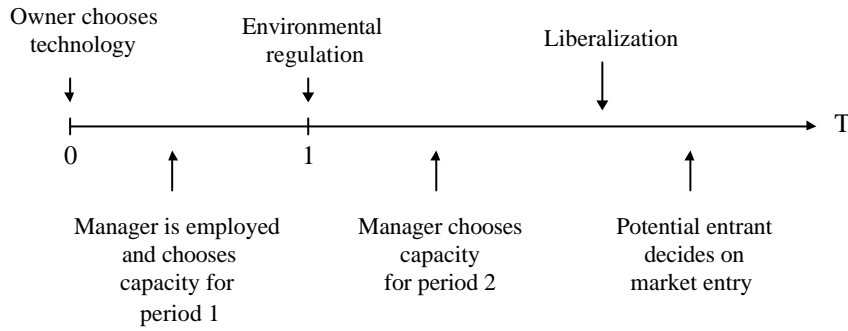 Owner chooses
technology
Environmental
regulation
Liberalization
T
0
1
Manager is employed
and chooses
capacity for
period 1
Manager chooses
capacity
for period 2
Potential entrant
decides on
market entry